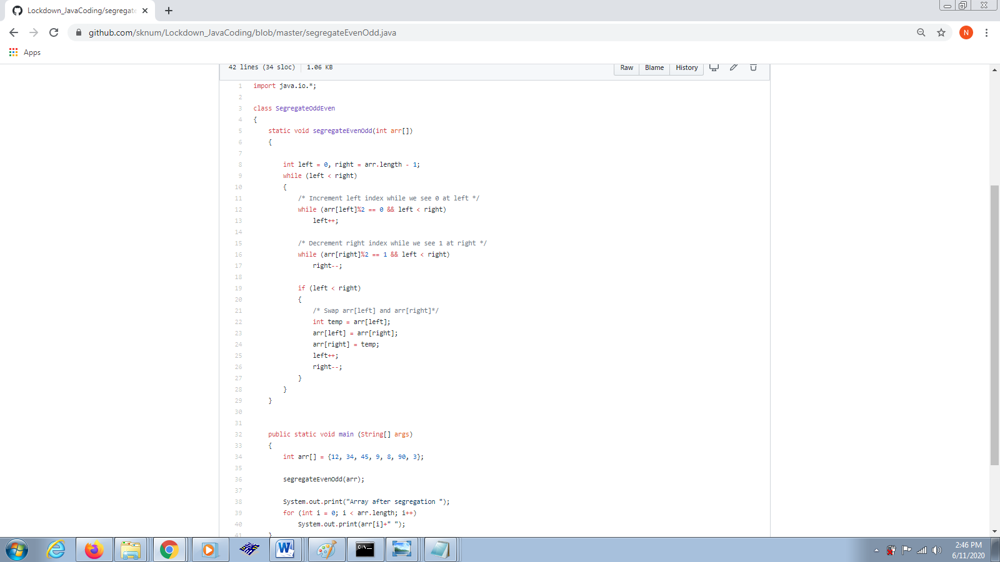 Lockdown_JavaCoding/segregate
github.com/sknum/Lockdown_JavaCoding/blob/master/segregateEvenOdd.java
N
Apps
42 lines (34 sloc) 1.06 KB
Raw Blame History
1 import java.io.*;
2
3 class SegregateOddEven
4 {
5 static void segregateEvenOdd(int arr[])
6 {
7
8 int left = 0, right = arr.length - 1;
9 while (left < right)
10 {
11 /* Increment left index while we see 0 at left */
12 while (arr[left]%2 == 0 && left < right)
13 left++;
14
15 /* Decrement right index while we see 1 at right */
16 while (arr[right]%2 == 1 && left < right)
17 right--;
18
19 if (left < right)
20 {
21 /* Swap arr[left] and arr[right]*/
22 int temp = arr[left];
23 arr[left] = arr[right];
24 arr[right] = temp;
25 left++;
26 right--;
27 }
28 }
29 }
30
31
32 public static void main (String[] args)
33 {
34 int arr[] = {12, 34, 45, 9, 8, 90, 3};
35
36 segregateEvenOdd(arr);
37
38 System.out.print("Array after segregation ");
39 for (int i = 0; i < arr.length; i++)
40 System.out.print(arr[i]+" ");
41 }
C:\
2:46 PM
6/11/2020